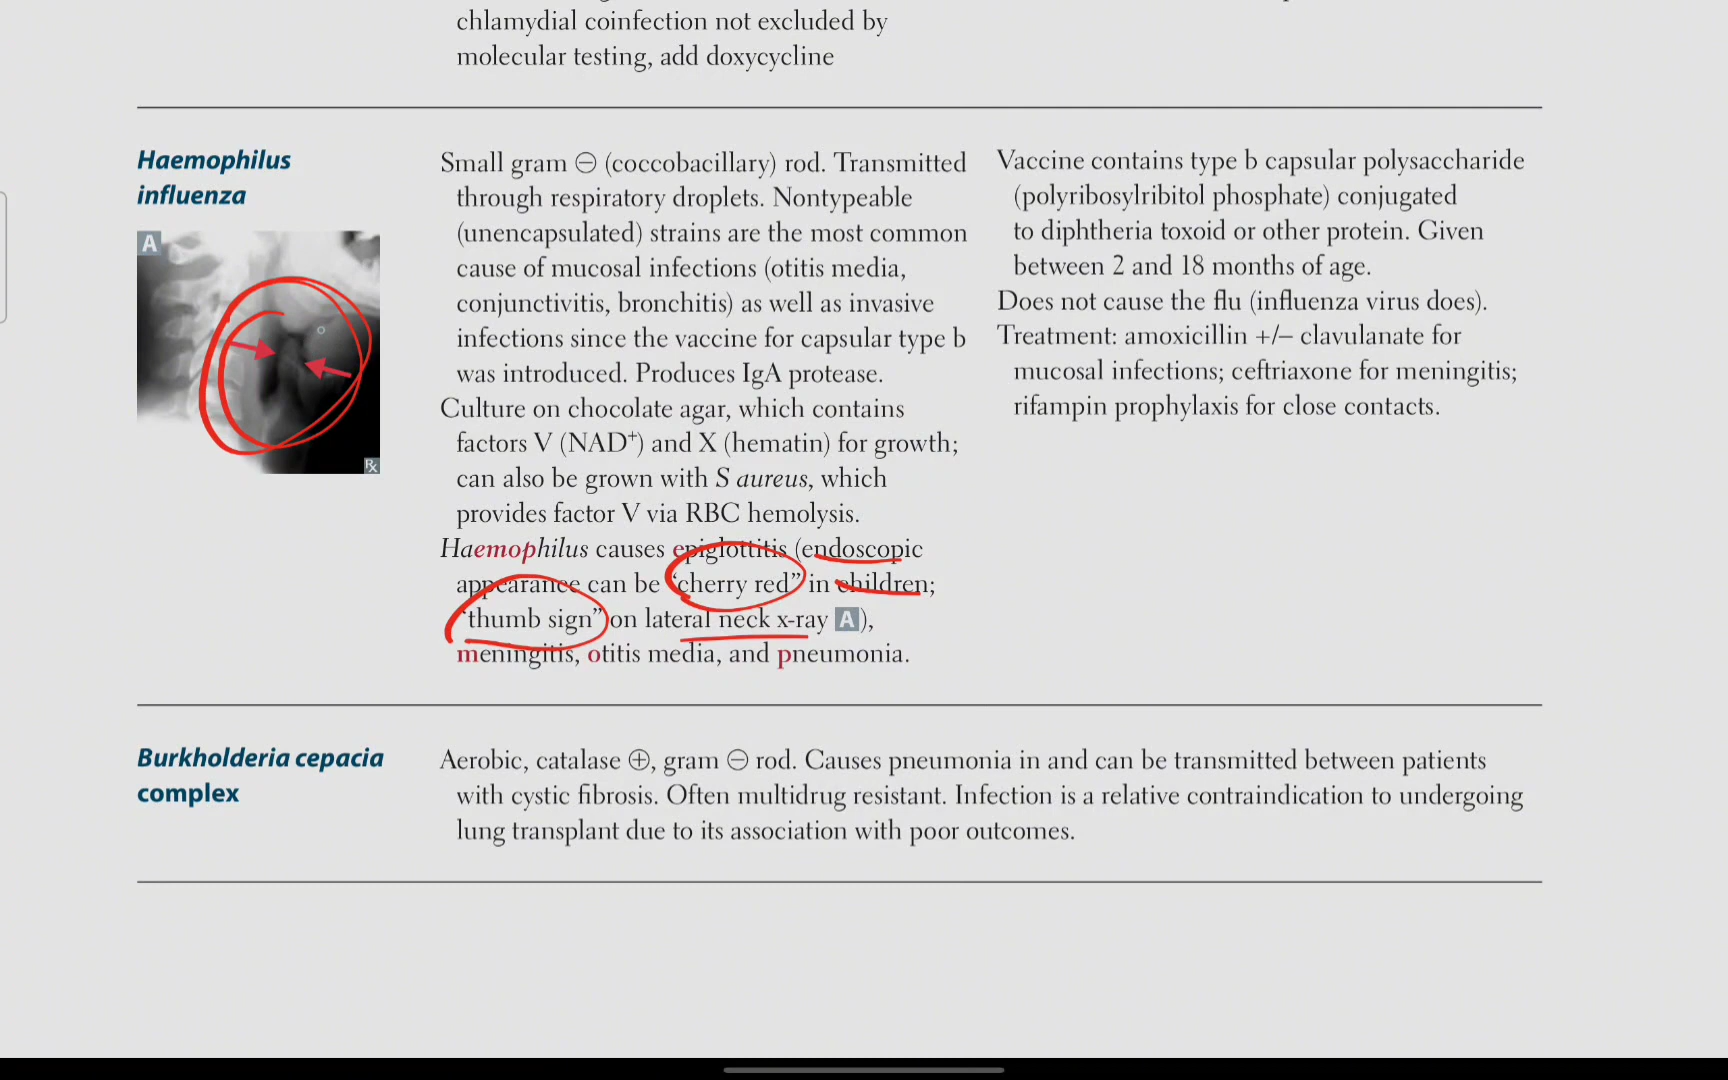 chlamydial coinfection not excluded by
molecular testing, add doxycycline
Haemophilus
influenza
A
Rx
Small gram ⊖ (coccobacillary) rod. Transmitted
through respiratory droplets. Nontypeable
(unencapsulated) strains are the most common
cause of mucosal infections (otitis media,
conjunctivitis, bronchitis) as well as invasive
infections since the vaccine for capsular type b
was introduced. Produces IgA protease.
Culture on chocolate agar, which contains
factors V (NAD⁺) and X (hematin) for growth;
can also be grown with S aureus, which
provides factor V via RBC hemolysis.
Haemophilus causes epiglottitis (endoscopic
appearance can be “cherry red” in children;
“thumb sign” on lateral neck x-ray A),
meningitis, otitis media, and pneumonia.
Vaccine contains type b capsular polysaccharide
(polyribosylribitol phosphate) conjugated
to diphtheria toxoid or other protein. Given
between 2 and 18 months of age.
Does not cause the flu (influenza virus does).
Treatment: amoxicillin +/– clavulanate for
mucosal infections; ceftriaxone for meningitis;
rifampin prophylaxis for close contacts.
Burkholderia cepacia
complex
Aerobic, catalase ⊕, gram ⊖ rod. Causes pneumonia in and can be transmitted between patients
with cystic fibrosis. Often multidrug resistant. Infection is a relative contraindication to undergoing
lung transplant due to its association with poor outcomes.